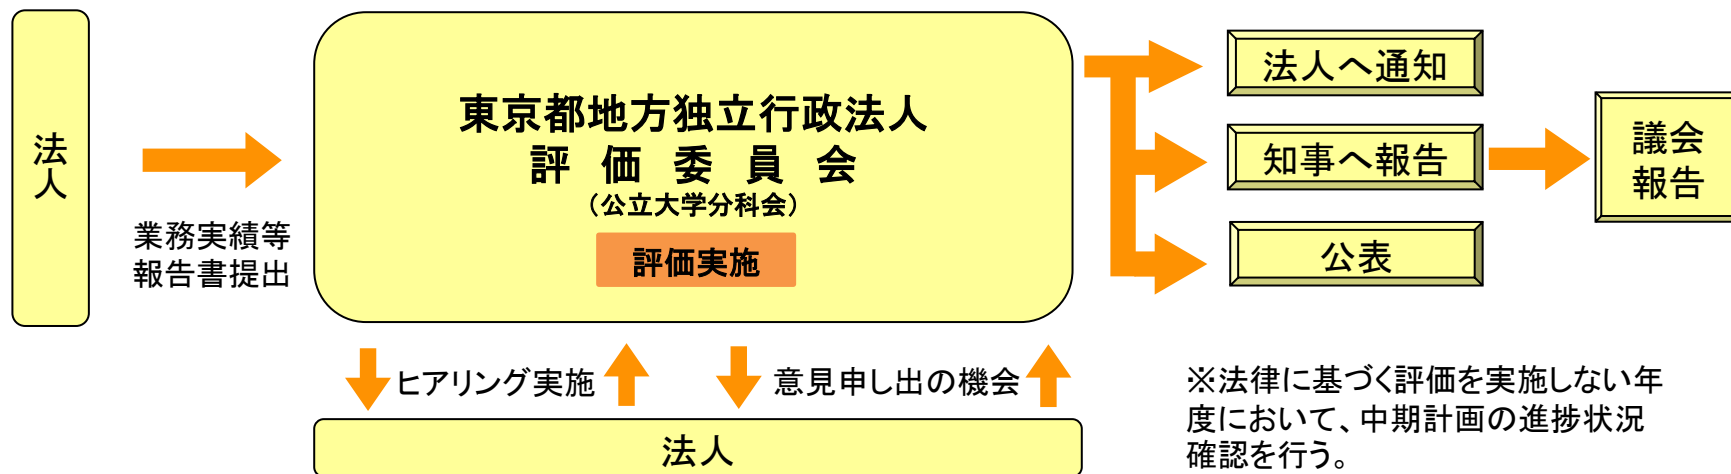 法
人
業務実績等
報告書提出
東京都地方独立行政法人
評 価 委 員 会
（公立大学分科会）
評価実施
法人へ通知
知事へ報告
公表
議会
報告
ヒアリング実施
意見申し出の機会
法人
※法律に基づく評価を実施しない年
度において、中期計画の進捗状況
確認を行う。